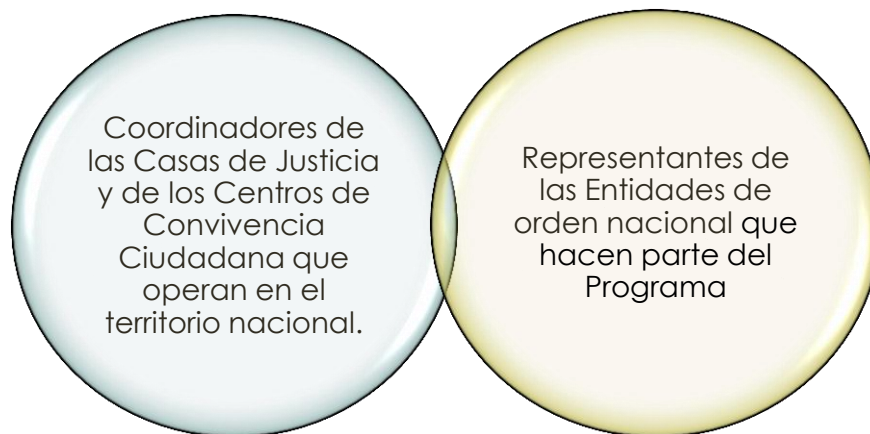 Coordinadores de
las Casas de Justicia
y de los Centros de
Convivencia
Ciudadana que
operan en el
territorio nacional.
Representantes de
las Entidades de
orden nacional que
hacen parte del
Programa